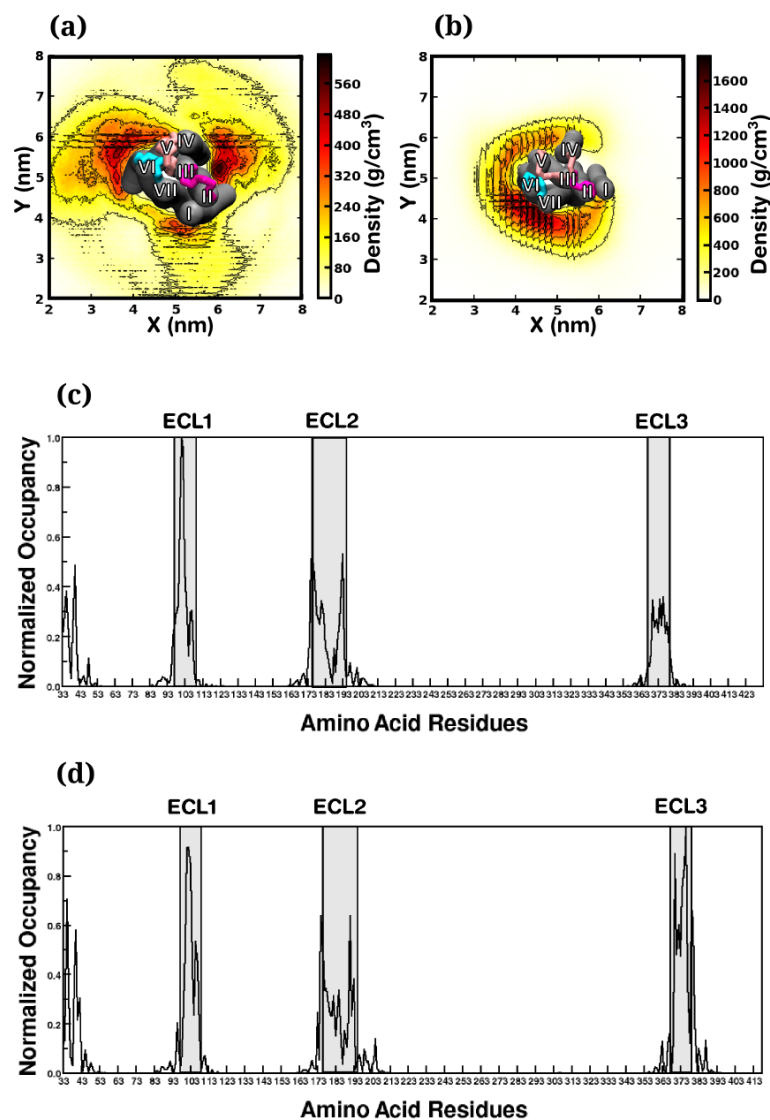 (a)
(b)
8
7
6
5
4
3
2
Y (nm)
2 3 4 5 6 7 8
X (nm)
IV
V
VI
III
VII
II
I
560
480
400
320
240
160
80
0
Density (g/cm³)
8
7
6
5
4
3
2
Y (nm)
2 3 4 5 6 7 8
X (nm)
IV
V
VI
III
VII
II
I
1600
1400
1200
1000
800
600
400
200
0
Density (g/cm³)
(c)
ECL1 ECL2 ECL3
1.0
0.8
0.6
0.4
0.2
0.0
Normalized Occupancy
33 43 53 63 73 83 93 103 113 123 133 143 153 163 173 183 193 203 213 223 233 243 253 263 273 283 293 303 313 323 333 343 353 363 373 383 393 403 413 423
Amino Acid Residues
(d)
ECL1 ECL2 ECL3
1.0
0.8
0.6
0.4
0.2
0.0
Normalized Occupancy
33 43 53 63 73 83 93 103 113 123 133 143 153 163 173 183 193 203 213 223 233 243 253 263 273 283 293 303 313 323 333 343 353 363 373 383 393 403 413
Amino Acid Residues